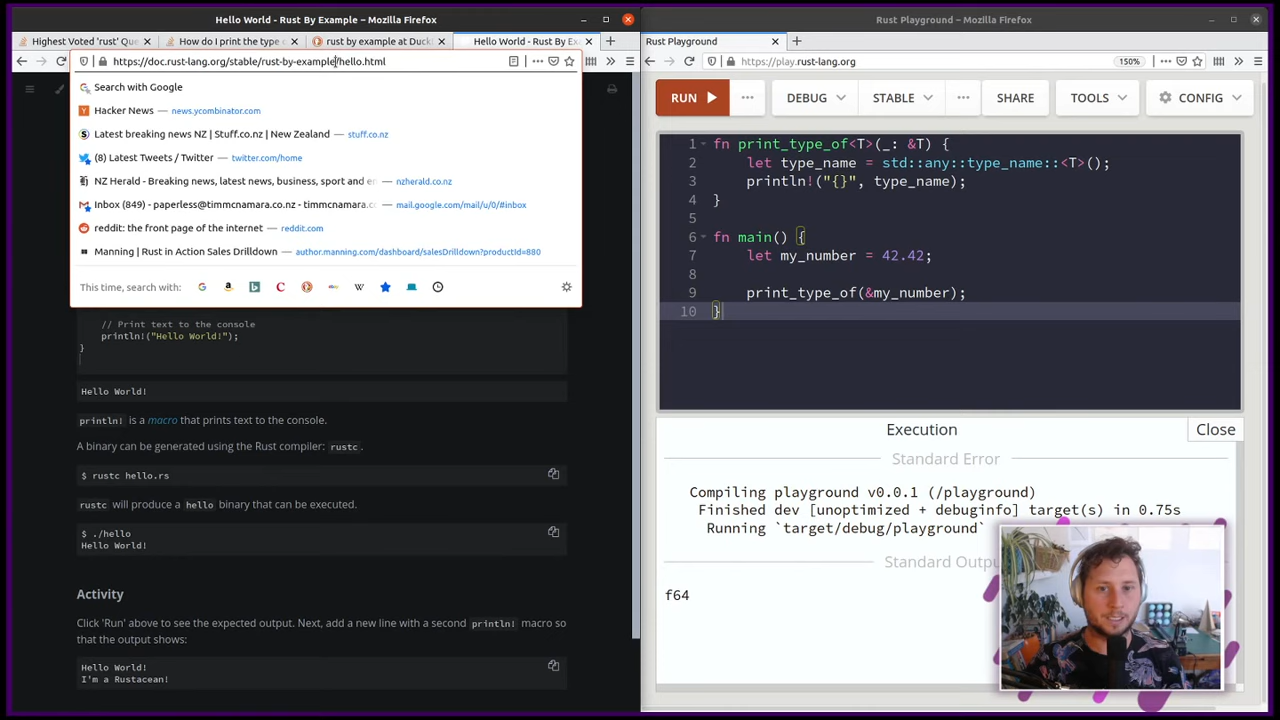 Hello World - Rust By Example – Mozilla Firefox
Highest Voted 'rust' Que
How do I print the type
rust by example at Duck
Hello World - Rust By Ex
https://doc.rust-lang.org/stable/rust-by-example/hello.html
Search with Google
Hacker News — news.ycombinator.com
Latest breaking news NZ | Stuff.co.nz | New Zealand — stuff.co.nz
(8) Latest Tweets / Twitter — twitter.com/home
NZ Herald - Breaking news, latest news, business, sport and e — nzherald.co.nz
Inbox (849) - paperless@timmcnamara.co.nz - timmcnamara.c — mail.google.com/mail/u/0/#inbox
reddit: the front page of the internet — reddit.com
Manning | Rust in Action Sales Drilldown — author.manning.com/dashboard/salesDrilldown?productId=880
This time, search with:
// Print text to the console
println!("Hello World!");
}
Hello World!
println! is a macro that prints text to the console.
A binary can be generated using the Rust compiler: rustc.
$ rustc hello.rs
rustc will produce a hello binary that can be executed.
$ ./hello
Hello World!
Activity
Click 'Run' above to see the expected output. Next, add a new line with a second println! macro so
that the output shows:
Hello World!
I'm a Rustacean!
Rust Playground – Mozilla Firefox
Rust Playground
https://play.rust-lang.org
150%
RUN
DEBUG
STABLE
SHARE
TOOLS
CONFIG
1 fn print_type_of<T>(_: &T) {
2 let type_name = std::any::type_name::<T>();
3 println!("{}", type_name);
4 }
5
6 fn main() {
7 let my_number = 42.42;
8
9 print_type_of(&my_number);
10 }
Execution
Close
Standard Error
Compiling playground v0.0.1 (/playground)
Finished dev [unoptimized + debuginfo] target(s) in 0.75s
Running `target/debug/playground`
Standard Outpu
f64